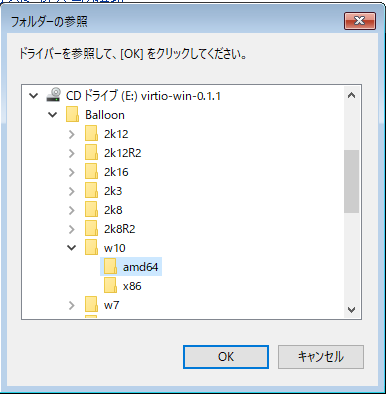 フォルダーの参照
ドライバーを参照して、[OK] をクリックしてください。
CD ドライブ (E:) virtio-win-0.1.1
Balloon
2k12
2k12R2
2k16
2k3
2k8
2k8R2
w10
amd64
x86
w7
OK
キャンセル